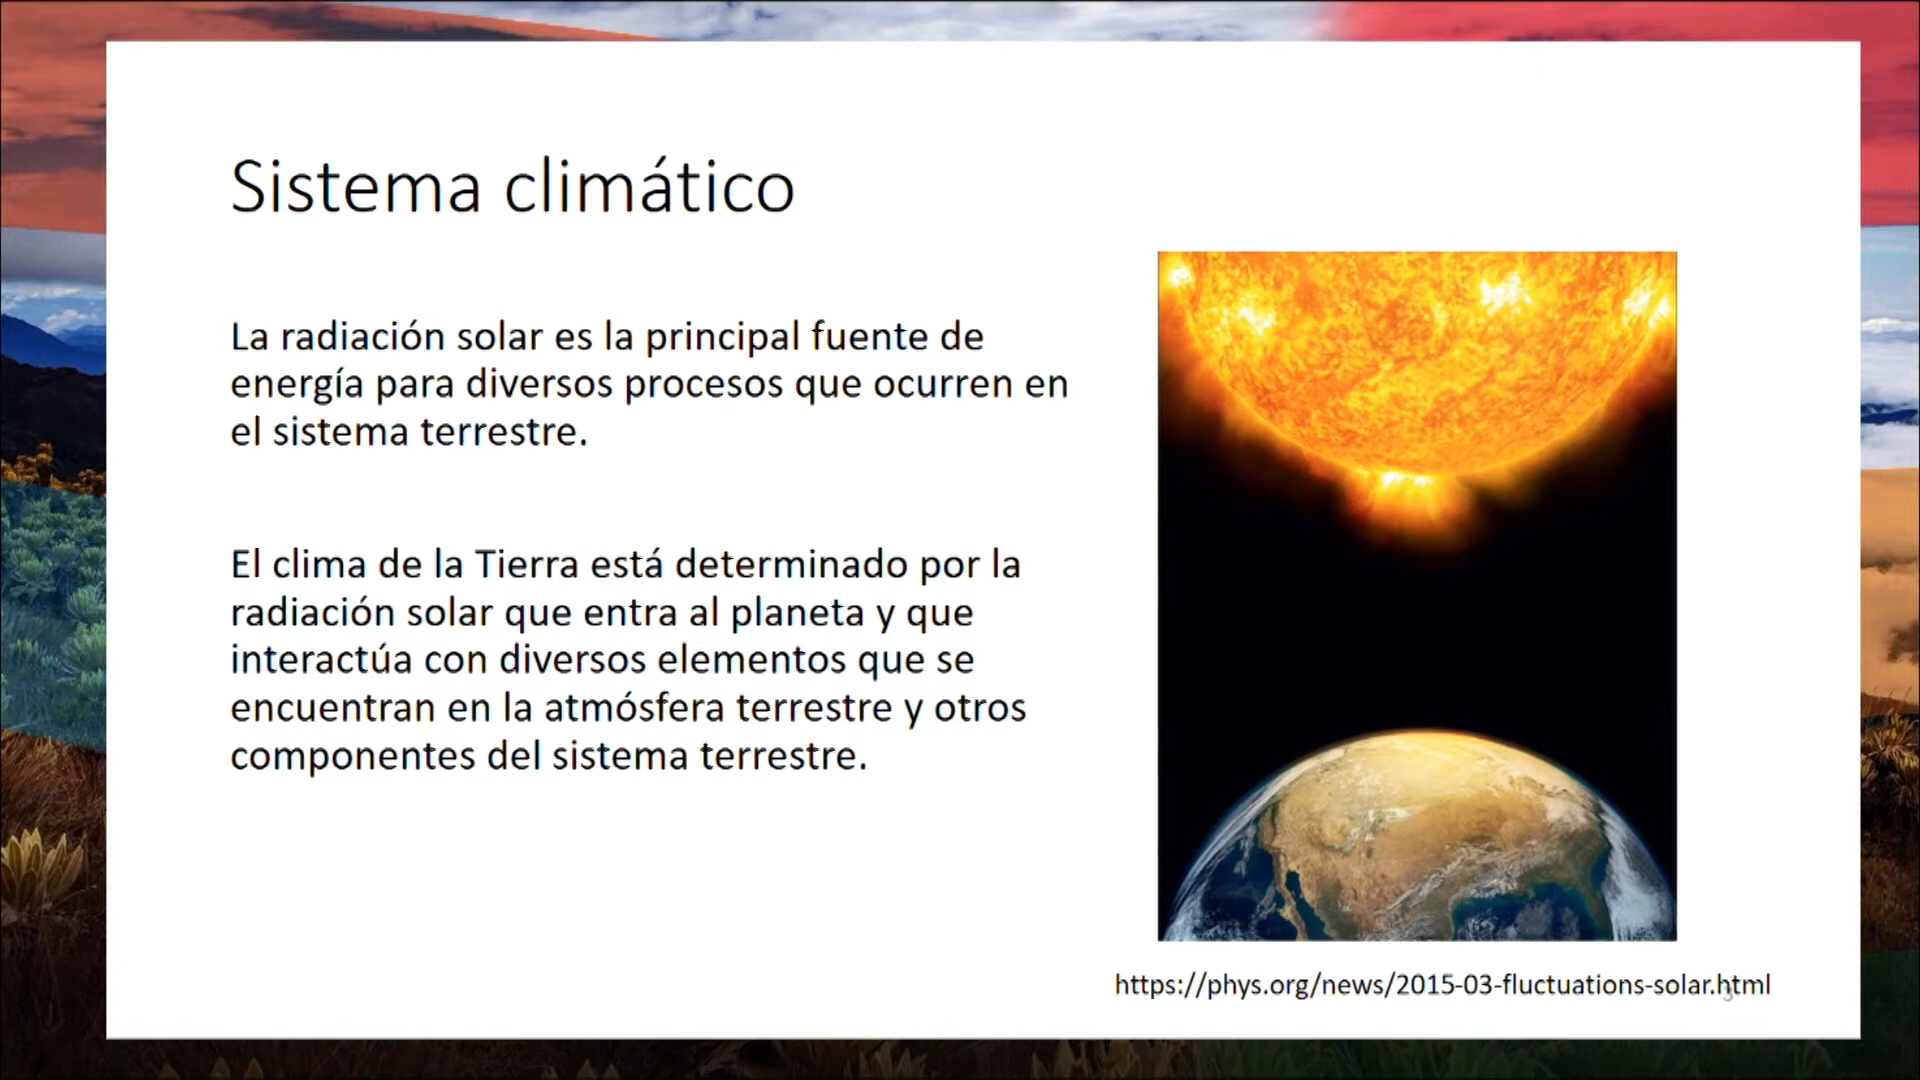 Sistema climático
La radiación solar es la principal fuente de
energía para diversos procesos que ocurren en
el sistema terrestre.
El clima de la Tierra está determinado por la
radiación solar que entra al planeta y que
interactúa con diversos elementos que se
encuentran en la atmósfera terrestre y otros
componentes del sistema terrestre.
https://phys.org/news/2015-03-fluctuations-solar.html
3